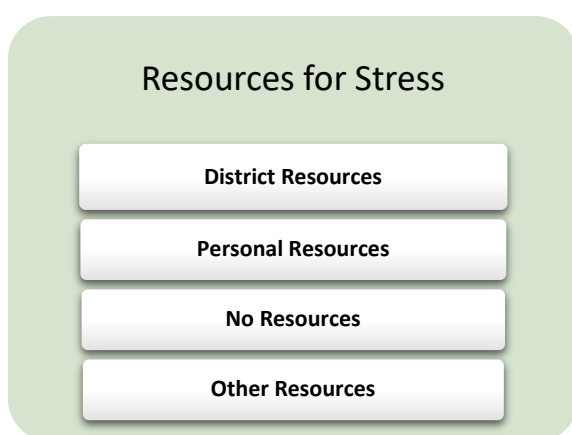 Resources for Stress
District Resources
Personal Resources
No Resources
Other Resources